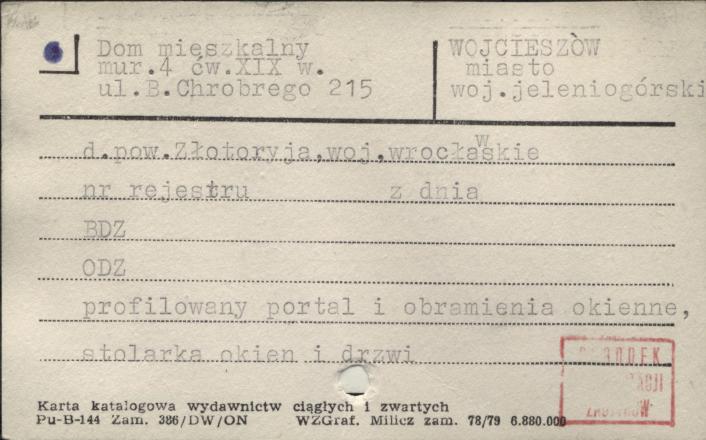 Dom mieszkalny
mur.4 ćw.XIX w.
ul.B.Chrobrego 215
WOJCIESZÒW
miasto
woj.jeleniogórski
d.pow.Złotoryja,woj,wrocławskie
nr rejestru z dnia
BDZ
ODZ
profilowany portal i obramienia okienne,
stolarka okien i drzwi
Karta katalogowa wydawnictw ciągłych i zwartych
Pu-B-144 Zam. 386/DW/ON WZGraf. Milicz zam. 78/79 6.880.000